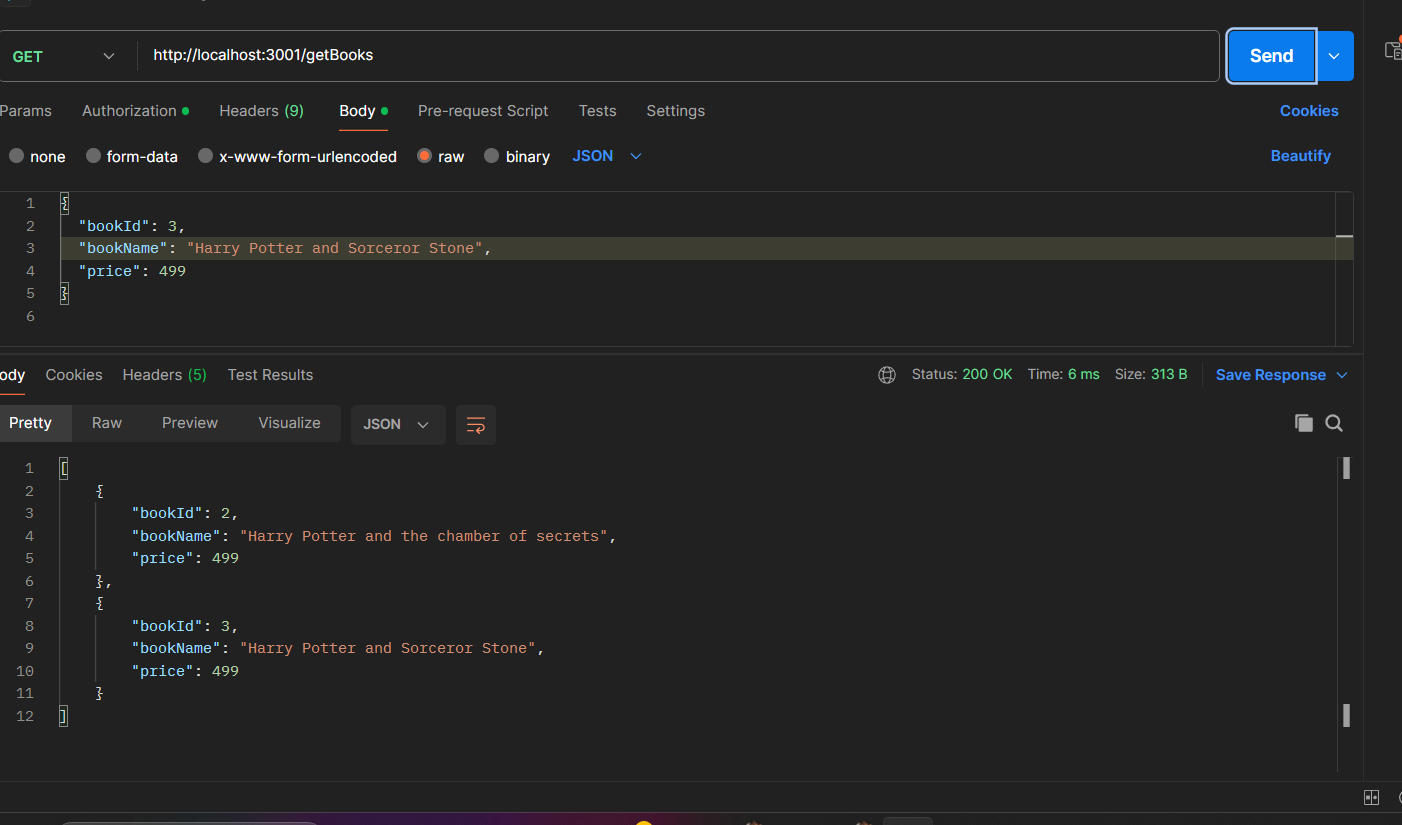 GET http://localhost:3001/getBooks Send
Params Authorization Headers (9) Body Pre-request Script Tests Settings Cookies
none form-data x-www-form-urlencoded raw binary JSON Beautify
1 {
2 "bookId": 3,
3 "bookName": "Harry Potter and Sorceror Stone",
4 "price": 499
5 }
6
ody Cookies Headers (5) Test Results Status: 200 OK Time: 6 ms Size: 313 B Save Response
Pretty Raw Preview Visualize JSON
1 [
2 {
3 "bookId": 2,
4 "bookName": "Harry Potter and the chamber of secrets",
5 "price": 499
6 },
7 {
8 "bookId": 3,
9 "bookName": "Harry Potter and Sorceror Stone",
10 "price": 499
11 }
12 ]